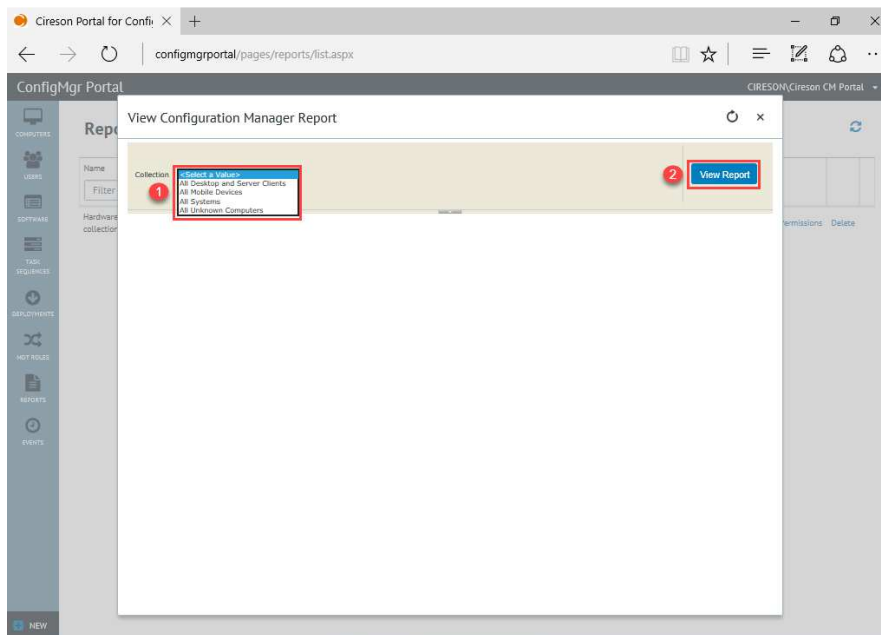 Cireson Portal for Confi
configmgrportal/pages/reports/list.aspx
ConfigMgr Portal
CIRESON\Cireson CM Portal
COMPUTERS
USERS
SOFTWARE
TASK
SEQUENCES
DEPLOYMENTS
MDT ROLES
REPORTS
EVENTS
NEW
Repo
Name
Filter
Hardware
collection
View Configuration Manager Report
Collection
1
<Select a Value>
All Desktop and Server Clients
All Mobile Devices
All Systems
All Unknown Computers
2
View Report
ermissions Delete